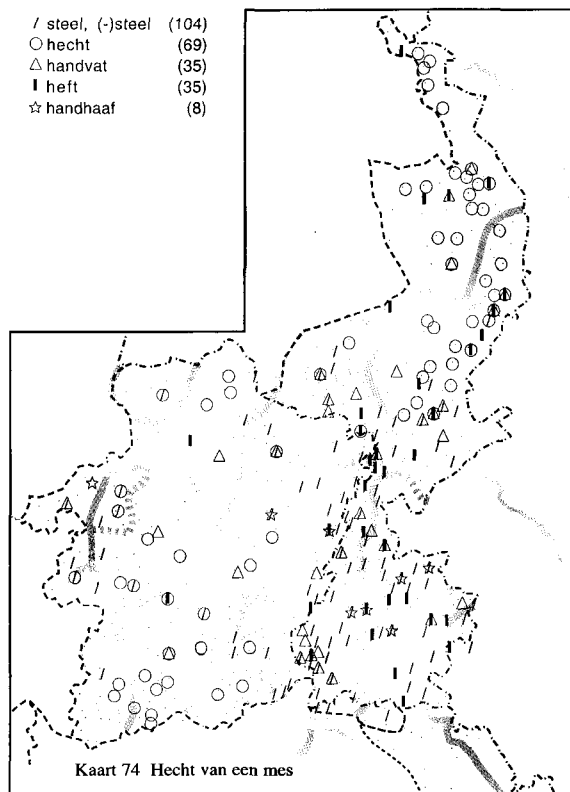 / steel, (-)steel (104)
○ hecht (69)
△ handvat (35)
❙ heft (35)
☆ handhaaf (8)
Kaart 74 Hecht van een mes